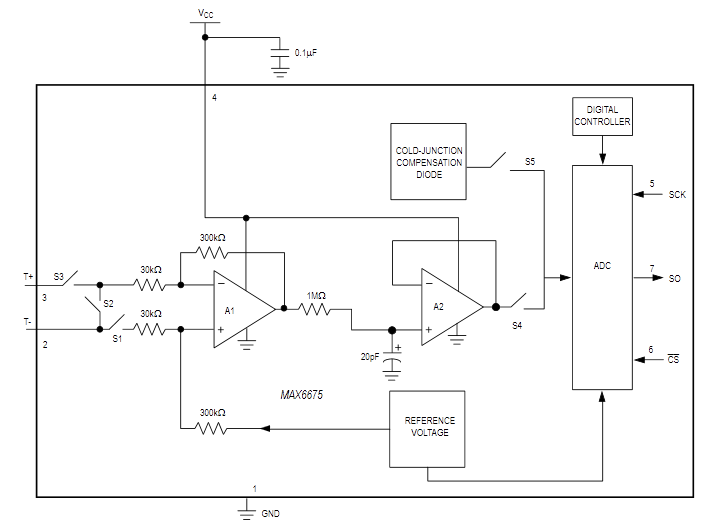 VCC
0.1µF
4
DIGITAL
CONTROLLER
COLD-JUNCTION
COMPENSATION
DIODE
S5
5
SCK
300kΩ
ADC
T+
S3
30kΩ
7
SO
3
1MΩ
S2
A1
A2
T-
30kΩ
S4
2
S1
20pF
+
6
CS
MAX6675
300kΩ
REFERENCE
VOLTAGE
1
GND